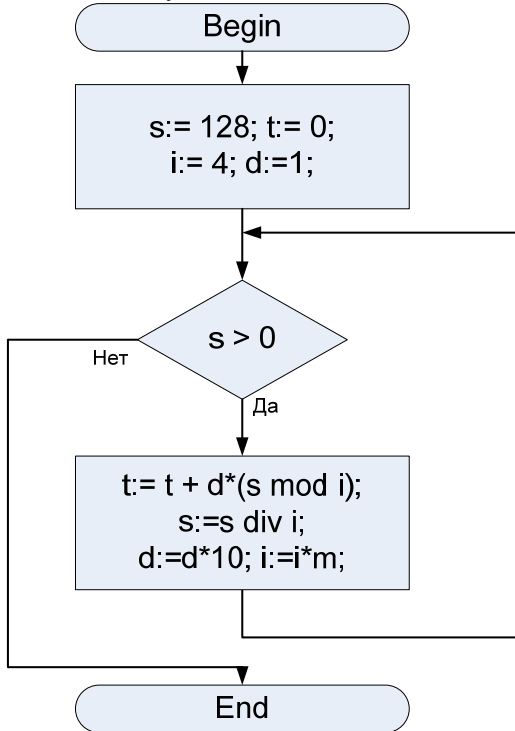 Begin
s:= 128; t:= 0;
i:= 4; d:=1;
s > 0
Нет
Да
t:= t + d*(s mod i);
s:=s div i;
d:=d*10; i:=i*m;
End